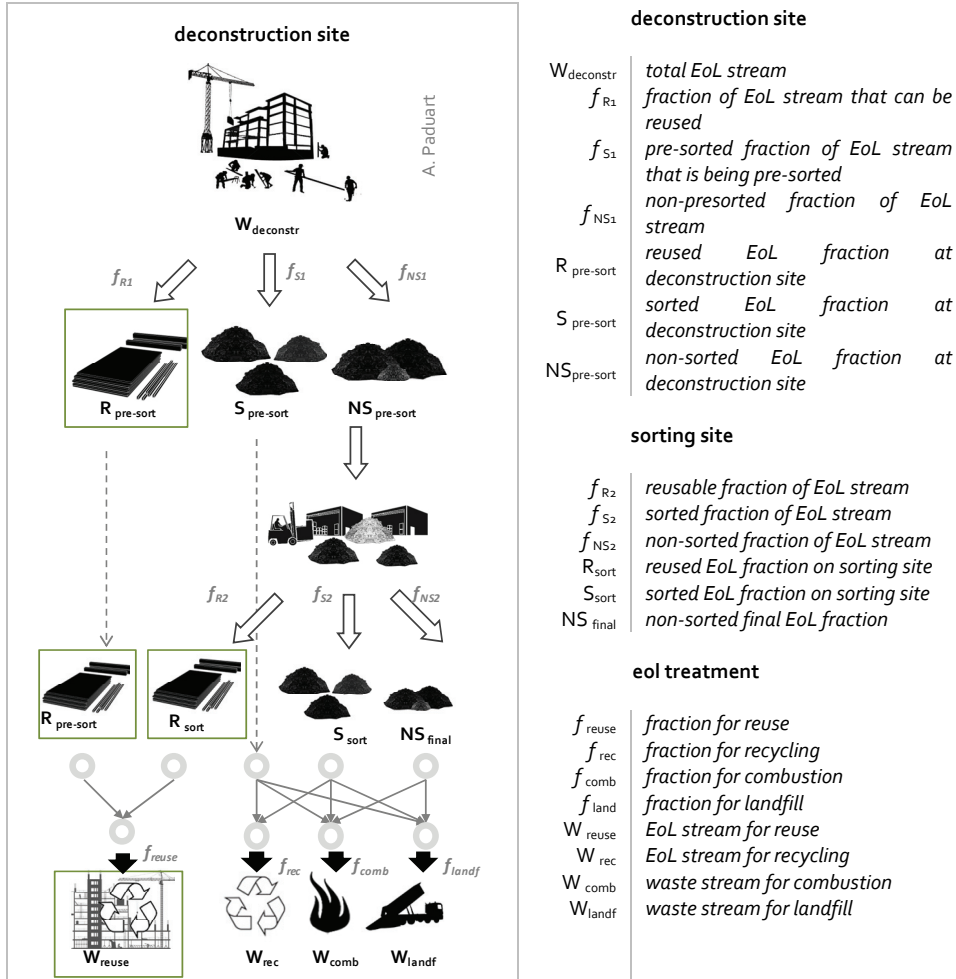 deconstruction site
A. Paduart
W deconstr
f R1
f S1
f NS1
R pre-sort
S pre-sort
NS pre-sort
f R2
f S2
f NS2
R pre-sort
R sort
S sort
NS final
f reuse
f rec
f comb
f landf
W reuse
W rec
W comb
W landf
deconstruction site
W deconstr total EoL stream
f R1 fraction of EoL stream that can be
reused
f S1 pre-sorted fraction of EoL stream
that is being pre-sorted
f NS1 non-presorted fraction of EoL
stream
R pre-sort reused EoL fraction at
deconstruction site
S pre-sort sorted EoL fraction at
deconstruction site
NS pre-sort non-sorted EoL fraction at
deconstruction site
sorting site
f R2 reusable fraction of EoL stream
f S2 sorted fraction of EoL stream
f NS2 non-sorted fraction of EoL stream
R sort reused EoL fraction on sorting site
S sort sorted EoL fraction on sorting site
NS final non-sorted final EoL fraction
eol treatment
f reuse fraction for reuse
f rec fraction for recycling
f comb fraction for combustion
f land fraction for landfill
W reuse EoL stream for reuse
W rec EoL stream for recycling
W comb waste stream for combustion
W landf waste stream for landfill